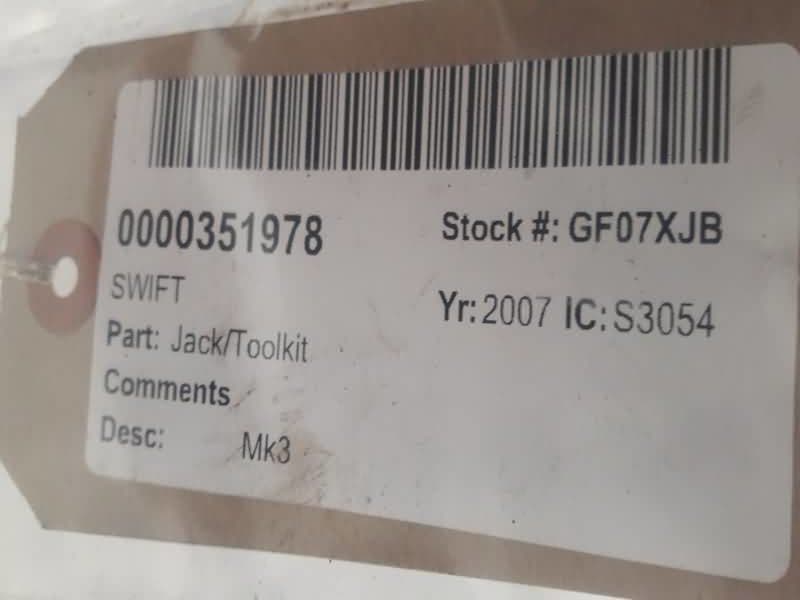 0000351978 Stock #: GF07XJB
SWIFT
Yr: 2007 IC: S3054
Part: Jack/Toolkit
Comments
Desc: Mk3